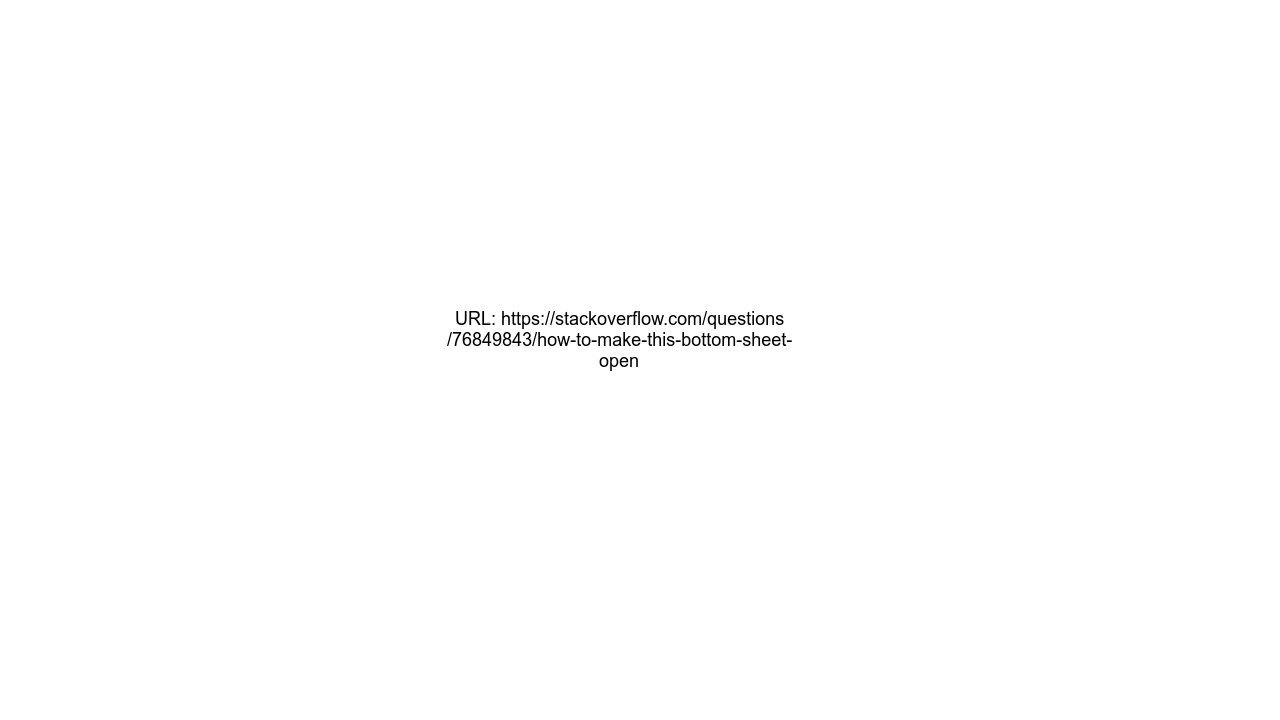 URL: https://stackoverflow.com/questions
/76849843/how-to-make-this-bottom-sheet-
open